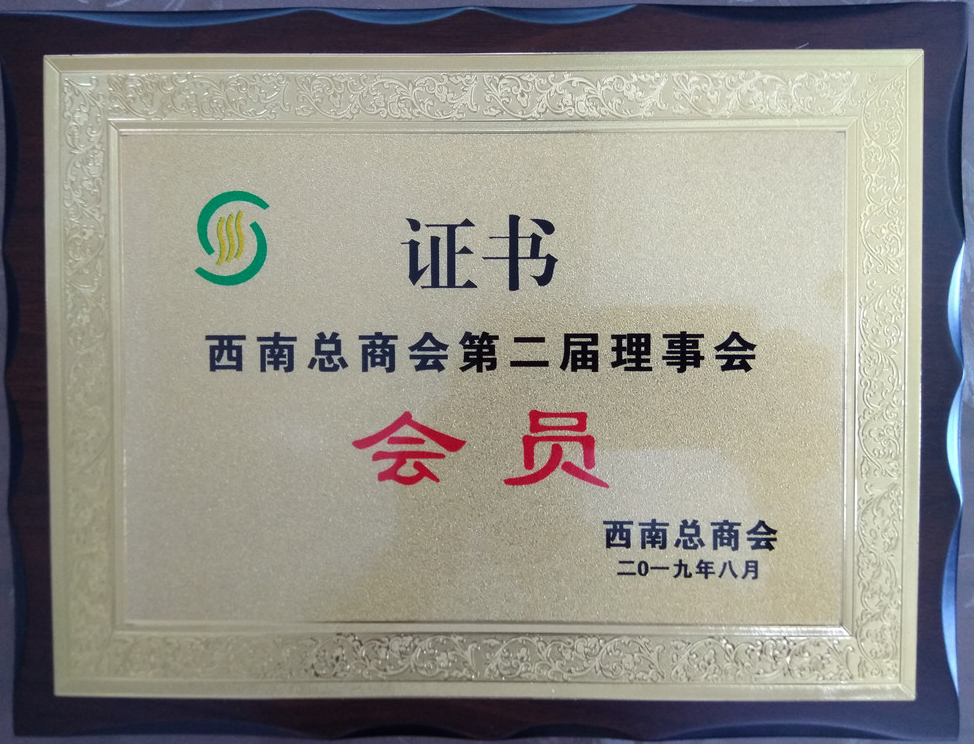 证书
西南总商会第二届理事会
会员
西南总商会
二0一九年八月